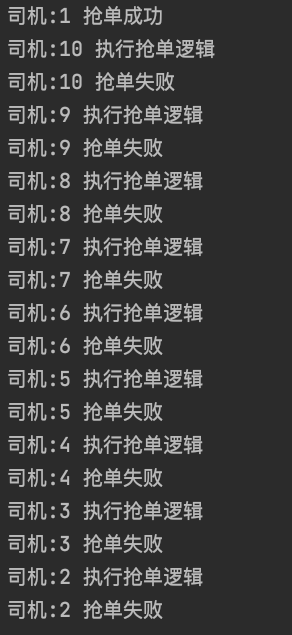 司机:1 抢单成功
司机:10 执行抢单逻辑
司机:10 抢单失败
司机:9 执行抢单逻辑
司机:9 抢单失败
司机:8 执行抢单逻辑
司机:8 抢单失败
司机:7 执行抢单逻辑
司机:7 抢单失败
司机:6 执行抢单逻辑
司机:6 抢单失败
司机:5 执行抢单逻辑
司机:5 抢单失败
司机:4 执行抢单逻辑
司机:4 抢单失败
司机:3 执行抢单逻辑
司机:3 抢单失败
司机:2 执行抢单逻辑
司机:2 抢单失败